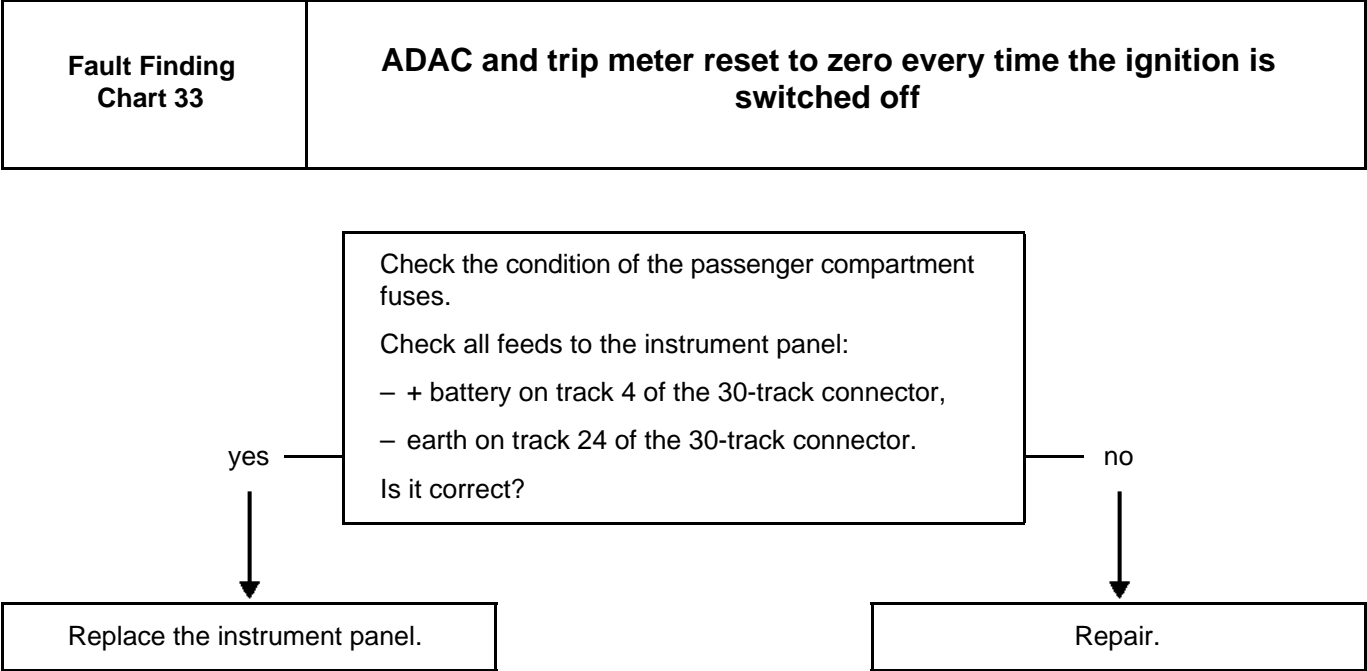 Fault Finding
Chart 33
ADAC and trip meter reset to zero every time the ignition is
switched off
Check the condition of the passenger compartment
fuses.
Check all feeds to the instrument panel:
– + battery on track 4 of the 30-track connector,
– earth on track 24 of the 30-track connector.
Is it correct?
yes
no
Replace the instrument panel.
Repair.